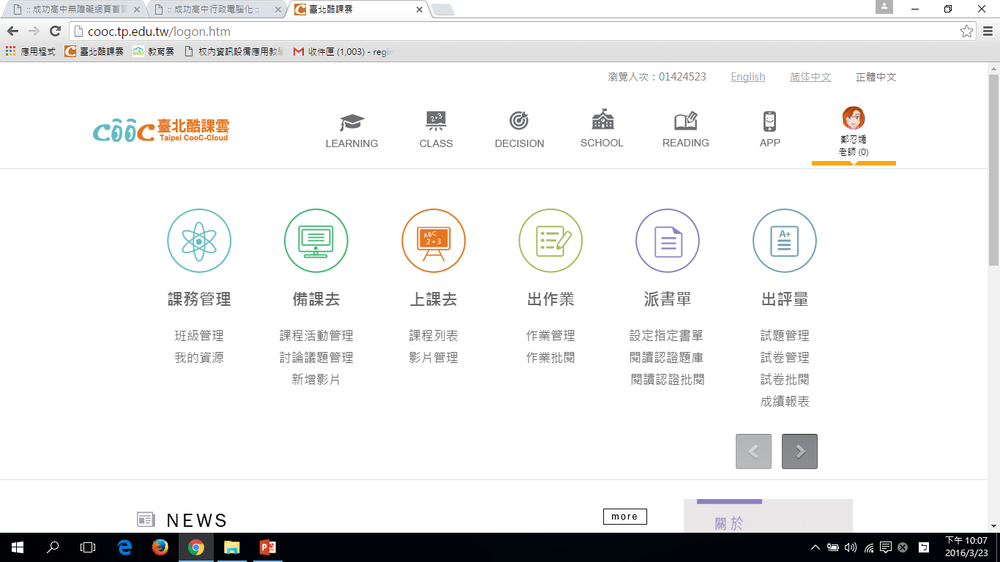 :: 成功高中無障礙網頁首頁
:: 成功高中行政電腦化 ::
臺北酷課雲
cooc.tp.edu.tw/logon.htm
應用程式
臺北酷課雲
教育雲
校內資訊設備應用教學
收件匣 (1,003) - regin
瀏覽人次：01424523
English
简体中文
正體中文
cooc 臺北酷課雲
Taipei CooC-Cloud
LEARNING
CLASS
DECISION
SCHOOL
READING
APP
鄭忍嬌
老師 (0)
課務管理
班級管理
我的資源
備課去
課程活動管理
討論議題管理
新增影片
上課去
課程列表
影片管理
出作業
作業管理
作業批閱
派書單
設定指定書單
閱讀認證題庫
閱讀認證批閱
出評量
試題管理
試卷管理
試卷批閱
成績報表
NEWS
more
關於
下午 10:07
2016/3/23